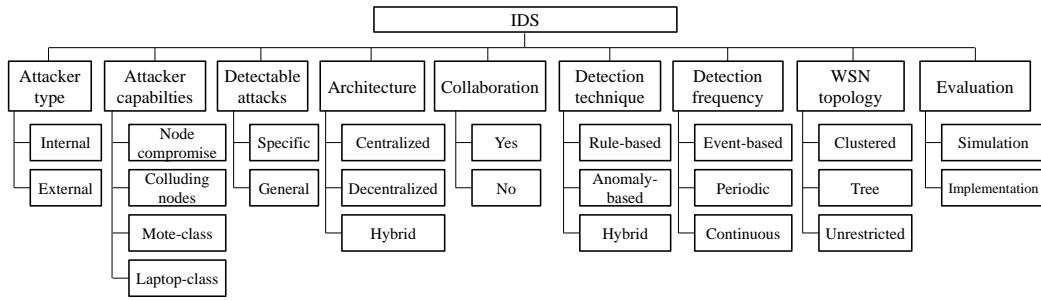 IDS
Attacker
type
Internal
External
Attacker
capabilties
Node
compromise
Colluding
nodes
Mote-class
Laptop-class
Detectable
attacks
Specific
General
Architecture
Centralized
Decentralized
Hybrid
Collaboration
Yes
No
Detection
technique
Rule-based
Anomaly-
based
Hybrid
Detection
frequency
Event-based
Periodic
Continuous
WSN
topology
Clustered
Tree
Unrestricted
Evaluation
Simulation
Implementation